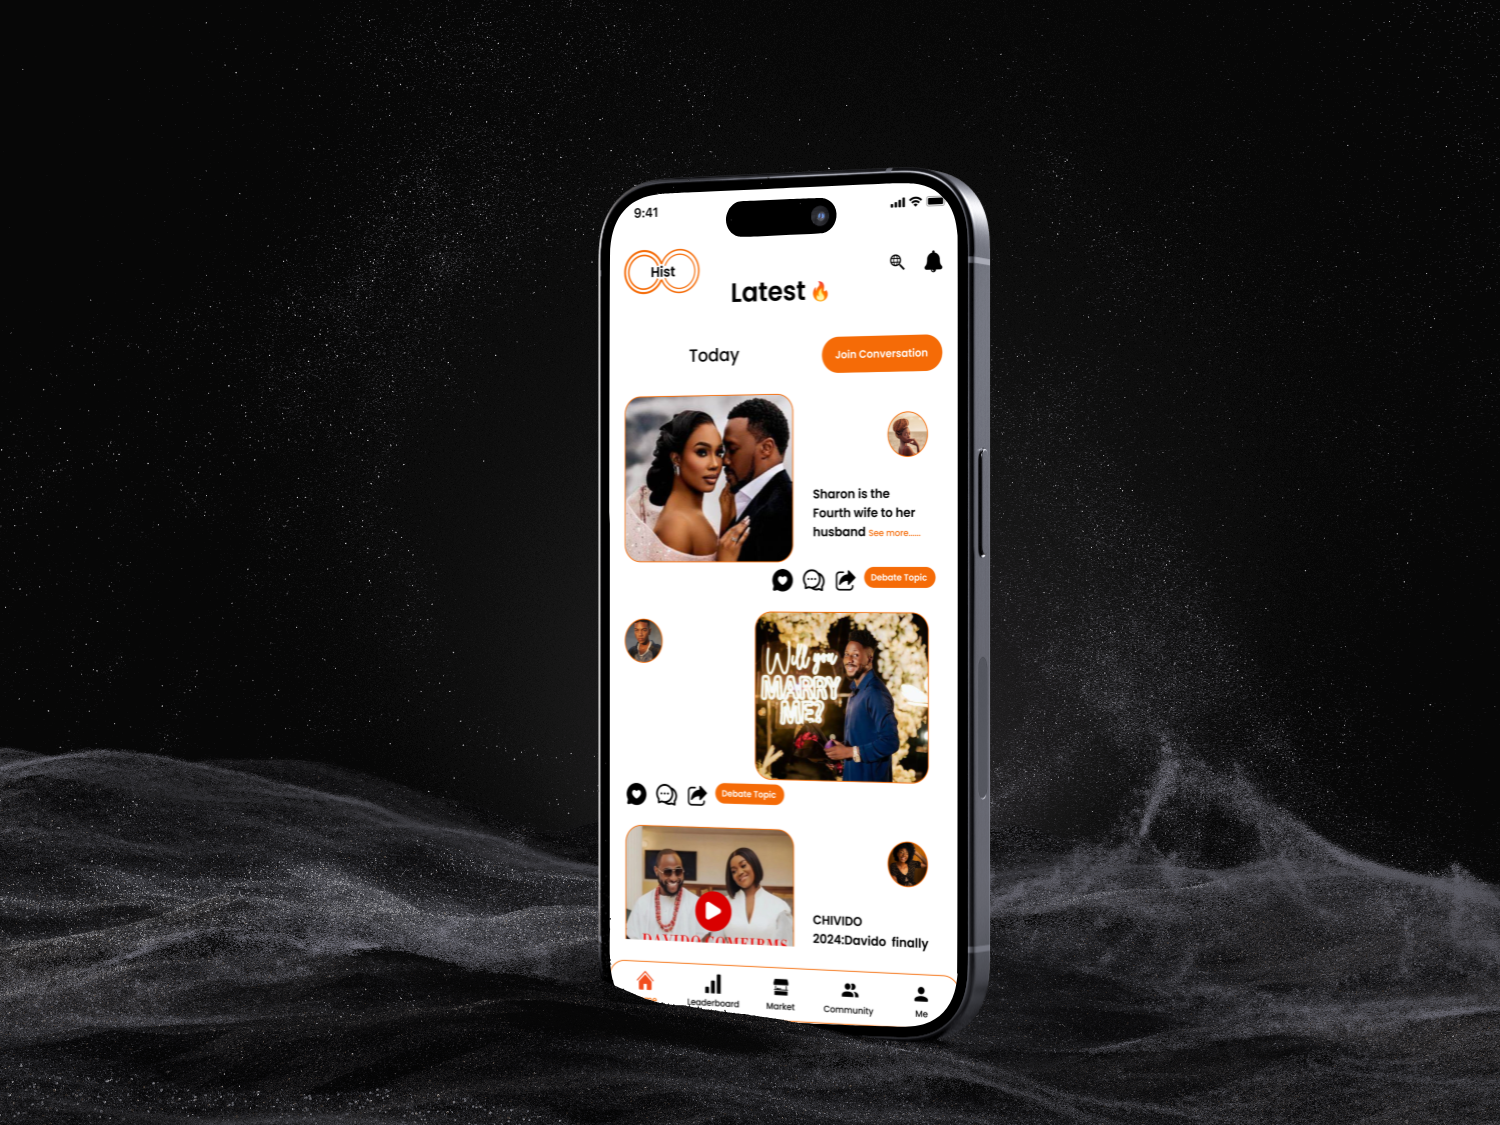 9:41
Hist
Latest 🔥
Today
Join Conversation
Sharon is the
Fourth wife to her
husband See more......
Debate Topic
Will you
MARRY
ME?
Debate Topic
DAVIDO COMFIRMS
CHIVIDO
2024:Davido finally
Leaderboard
Market
Community
Me